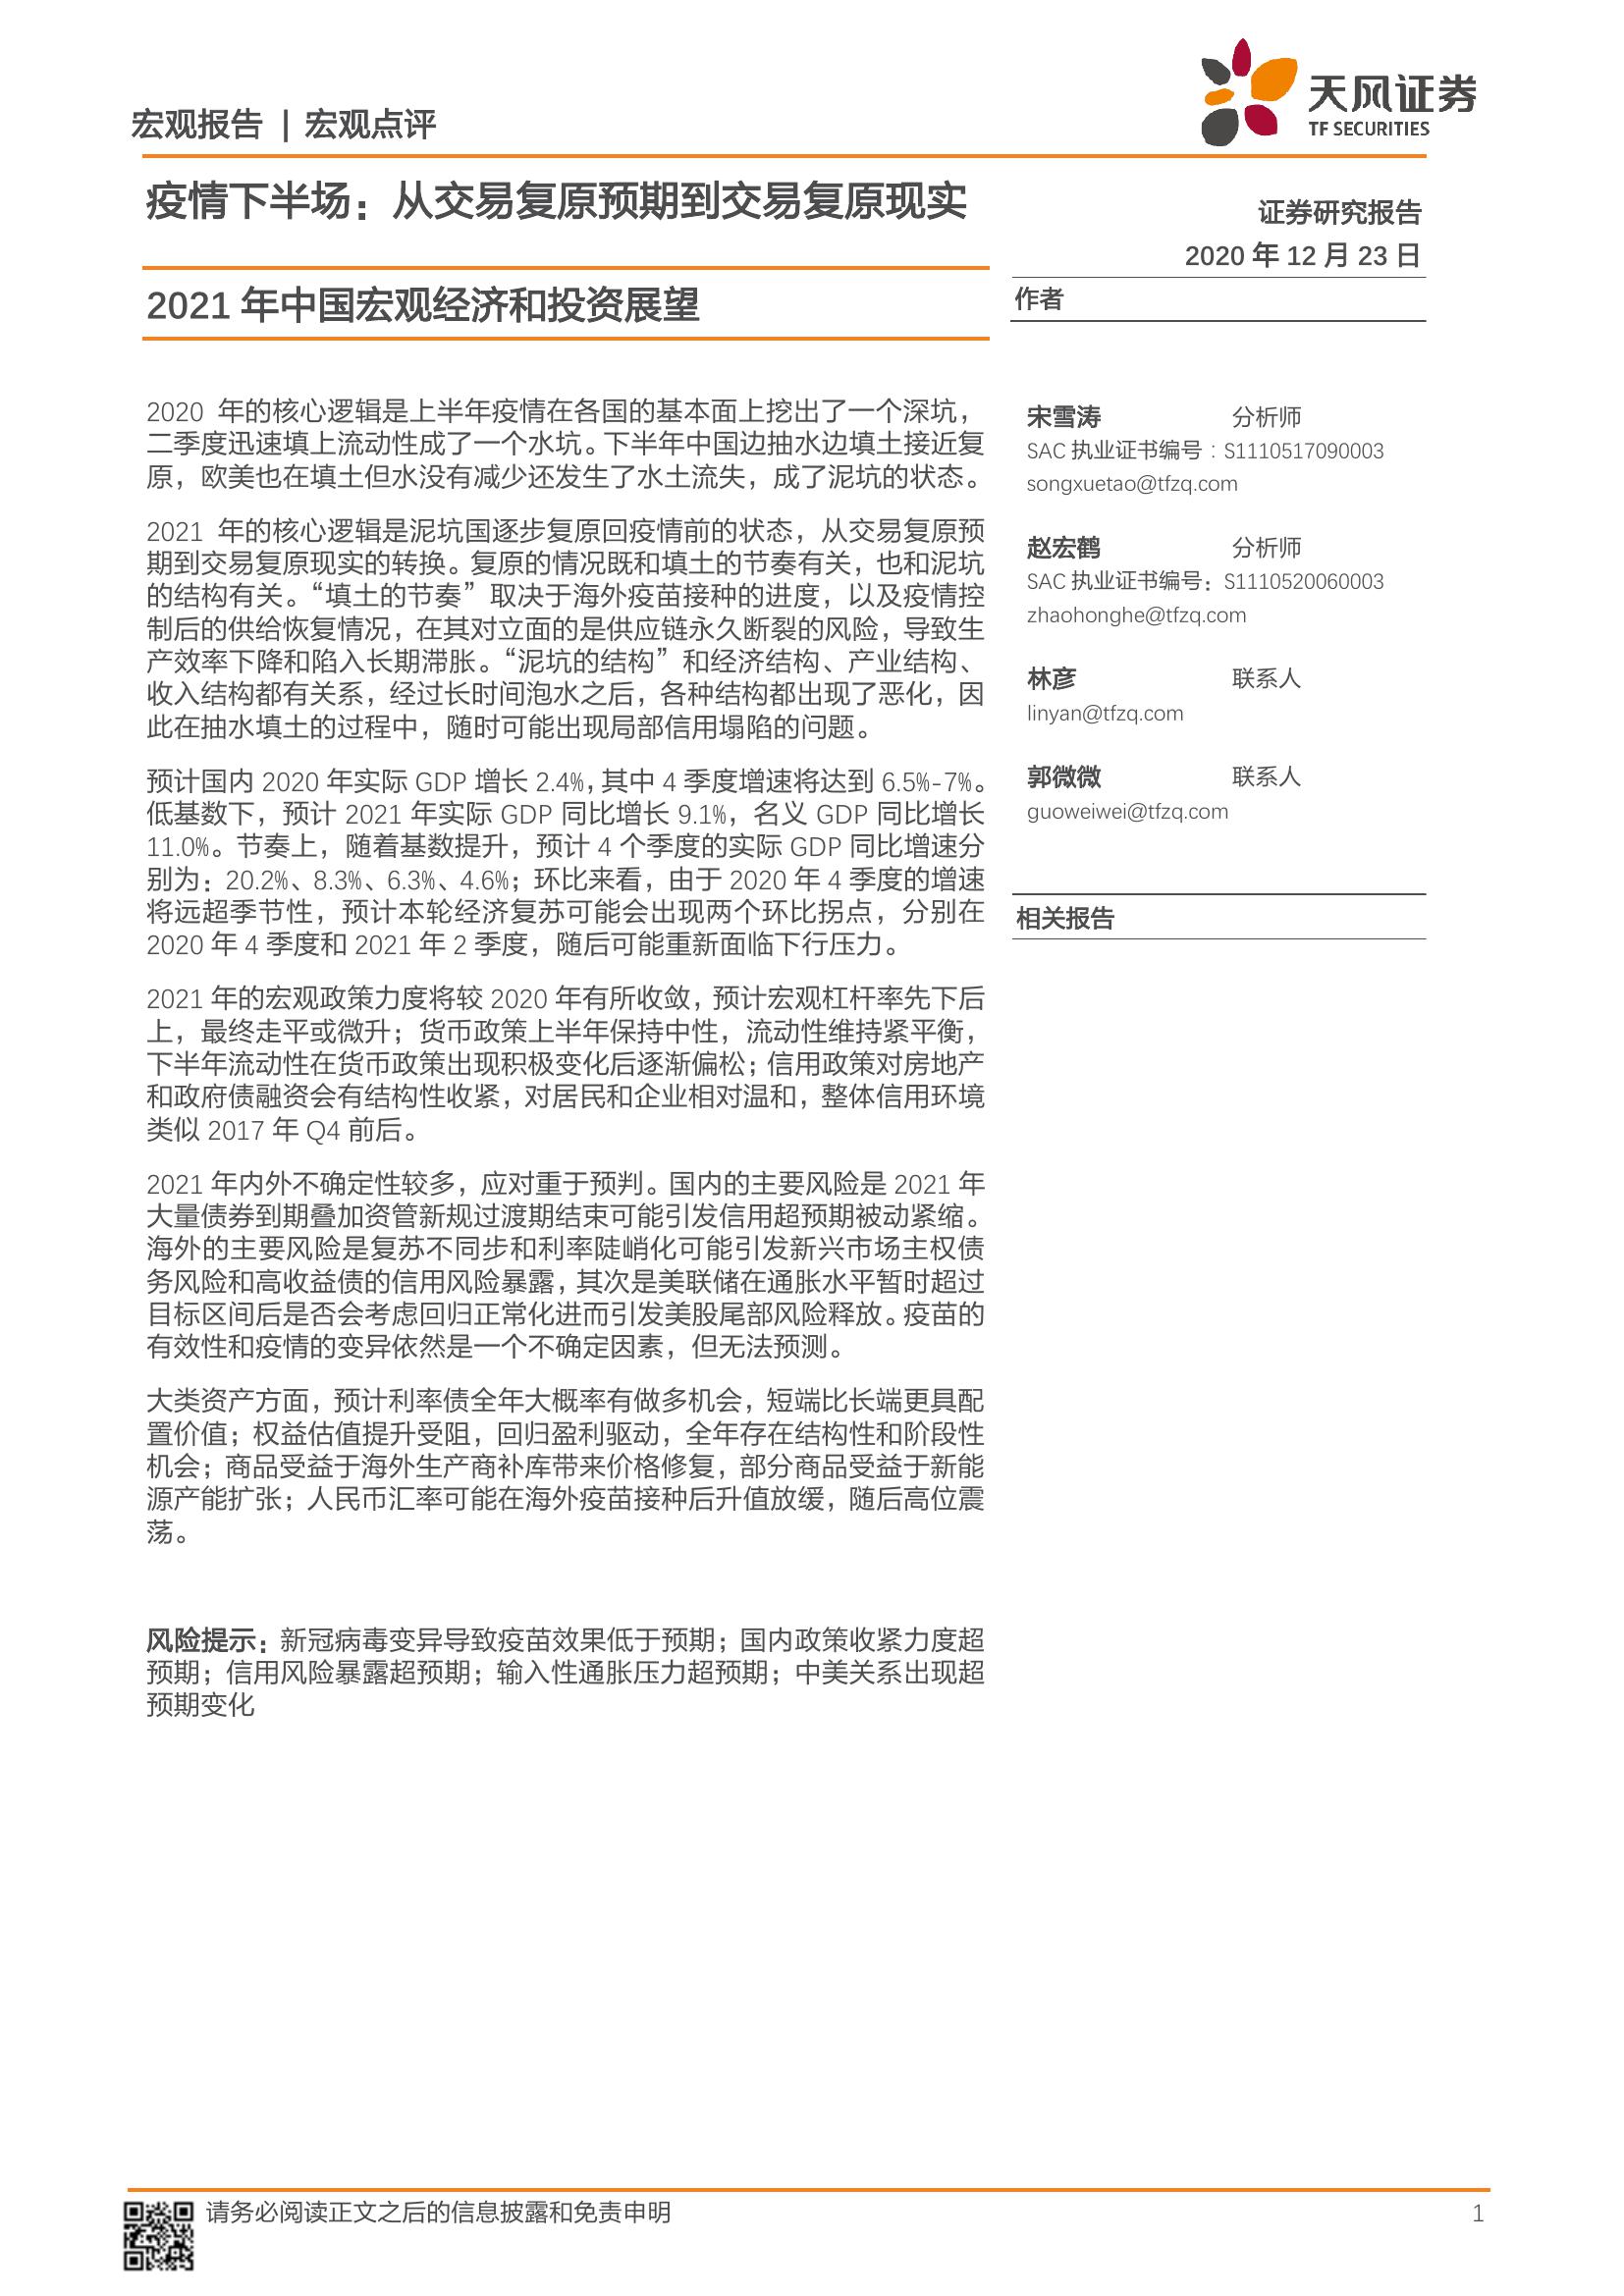 宏观报告 | 宏观点评
天风证券
TF SECURITIES
疫情下半场：从交易复原预期到交易复原现实
证券研究报告
2020 年 12 月 23 日
2021 年中国宏观经济和投资展望
作者
2020 年的核心逻辑是上半年疫情在各国的基本面上挖出了一个深坑，
二季度迅速填上流动性成了一个水坑。下半年中国边抽水边填土接近复
原，欧美也在填土但水没有减少还发生了水土流失，成了泥坑的状态。
2021 年的核心逻辑是泥坑国逐步复原回疫情前的状态，从交易复原预
期到交易复原现实的转换。复原的情况既和填土的节奏有关，也和泥坑
的结构有关。“填土的节奏”取决于海外疫苗接种的进度，以及疫情控
制后的供给恢复情况，在其对立面的是供应链永久断裂的风险，导致生
产效率下降和陷入长期滞胀。“泥坑的结构”和经济结构、产业结构、
收入结构都有关系，经过长时间泡水之后，各种结构都出现了恶化，因
此在抽水填土的过程中，随时可能出现局部信用塌陷的问题。
预计国内 2020 年实际 GDP 增长 2.4%，其中 4 季度增速将达到 6.5%-7%。
低基数下，预计 2021 年实际 GDP 同比增长 9.1%，名义 GDP 同比增长
11.0%。节奏上，随着基数提升，预计 4 个季度的实际 GDP 同比增速分
别为：20.2%、8.3%、6.3%、4.6%；环比来看，由于 2020 年 4 季度的增速
将远超季节性，预计本轮经济复苏可能会出现两个环比拐点，分别在
2020 年 4 季度和 2021 年 2 季度，随后可能重新面临下行压力。
2021 年的宏观政策力度将较 2020 年有所收敛，预计宏观杠杆率先下后
上，最终走平或微升；货币政策上半年保持中性，流动性维持紧平衡，
下半年流动性在货币政策出现积极变化后逐渐偏松；信用政策对房地产
和政府债融资会有结构性收紧，对居民和企业相对温和，整体信用环境
类似 2017 年 Q4 前后。
2021 年内外不确定性较多，应对重于预判。国内的主要风险是 2021 年
大量债券到期叠加资管新规过渡期结束可能引发信用超预期被动紧缩。
海外的主要风险是复苏不同步和利率陡峭化可能引发新兴市场主权债
务风险和高收益债的信用风险暴露，其次是美联储在通胀水平暂时超过
目标区间后是否会考虑回归正常化进而引发美股尾部风险释放。疫苗的
有效性和疫情的变异依然是一个不确定因素，但无法预测。
大类资产方面，预计利率债全年大概率有做多机会，短端比长端更具配
置价值；权益估值提升受阻，回归盈利驱动，全年存在结构性和阶段性
机会；商品受益于海外生产商补库带来价格修复，部分商品受益于新能
源产能扩张；人民币汇率可能在海外疫苗接种后升值放缓，随后高位震
荡。
风险提示：新冠病毒变异导致疫苗效果低于预期；国内政策收紧力度超
预期；信用风险暴露超预期；输入性通胀压力超预期；中美关系出现超
预期变化
宋雪涛 分析师
SAC 执业证书编号：S1110517090003
songxuetao@tfzq.com
赵宏鹤 分析师
SAC 执业证书编号：S1110520060003
zhaohonghe@tfzq.com
林彦 联系人
linyan@tfzq.com
郭微微 联系人
guoweiwei@tfzq.com
相关报告
请务必阅读正文之后的信息披露和免责申明
1